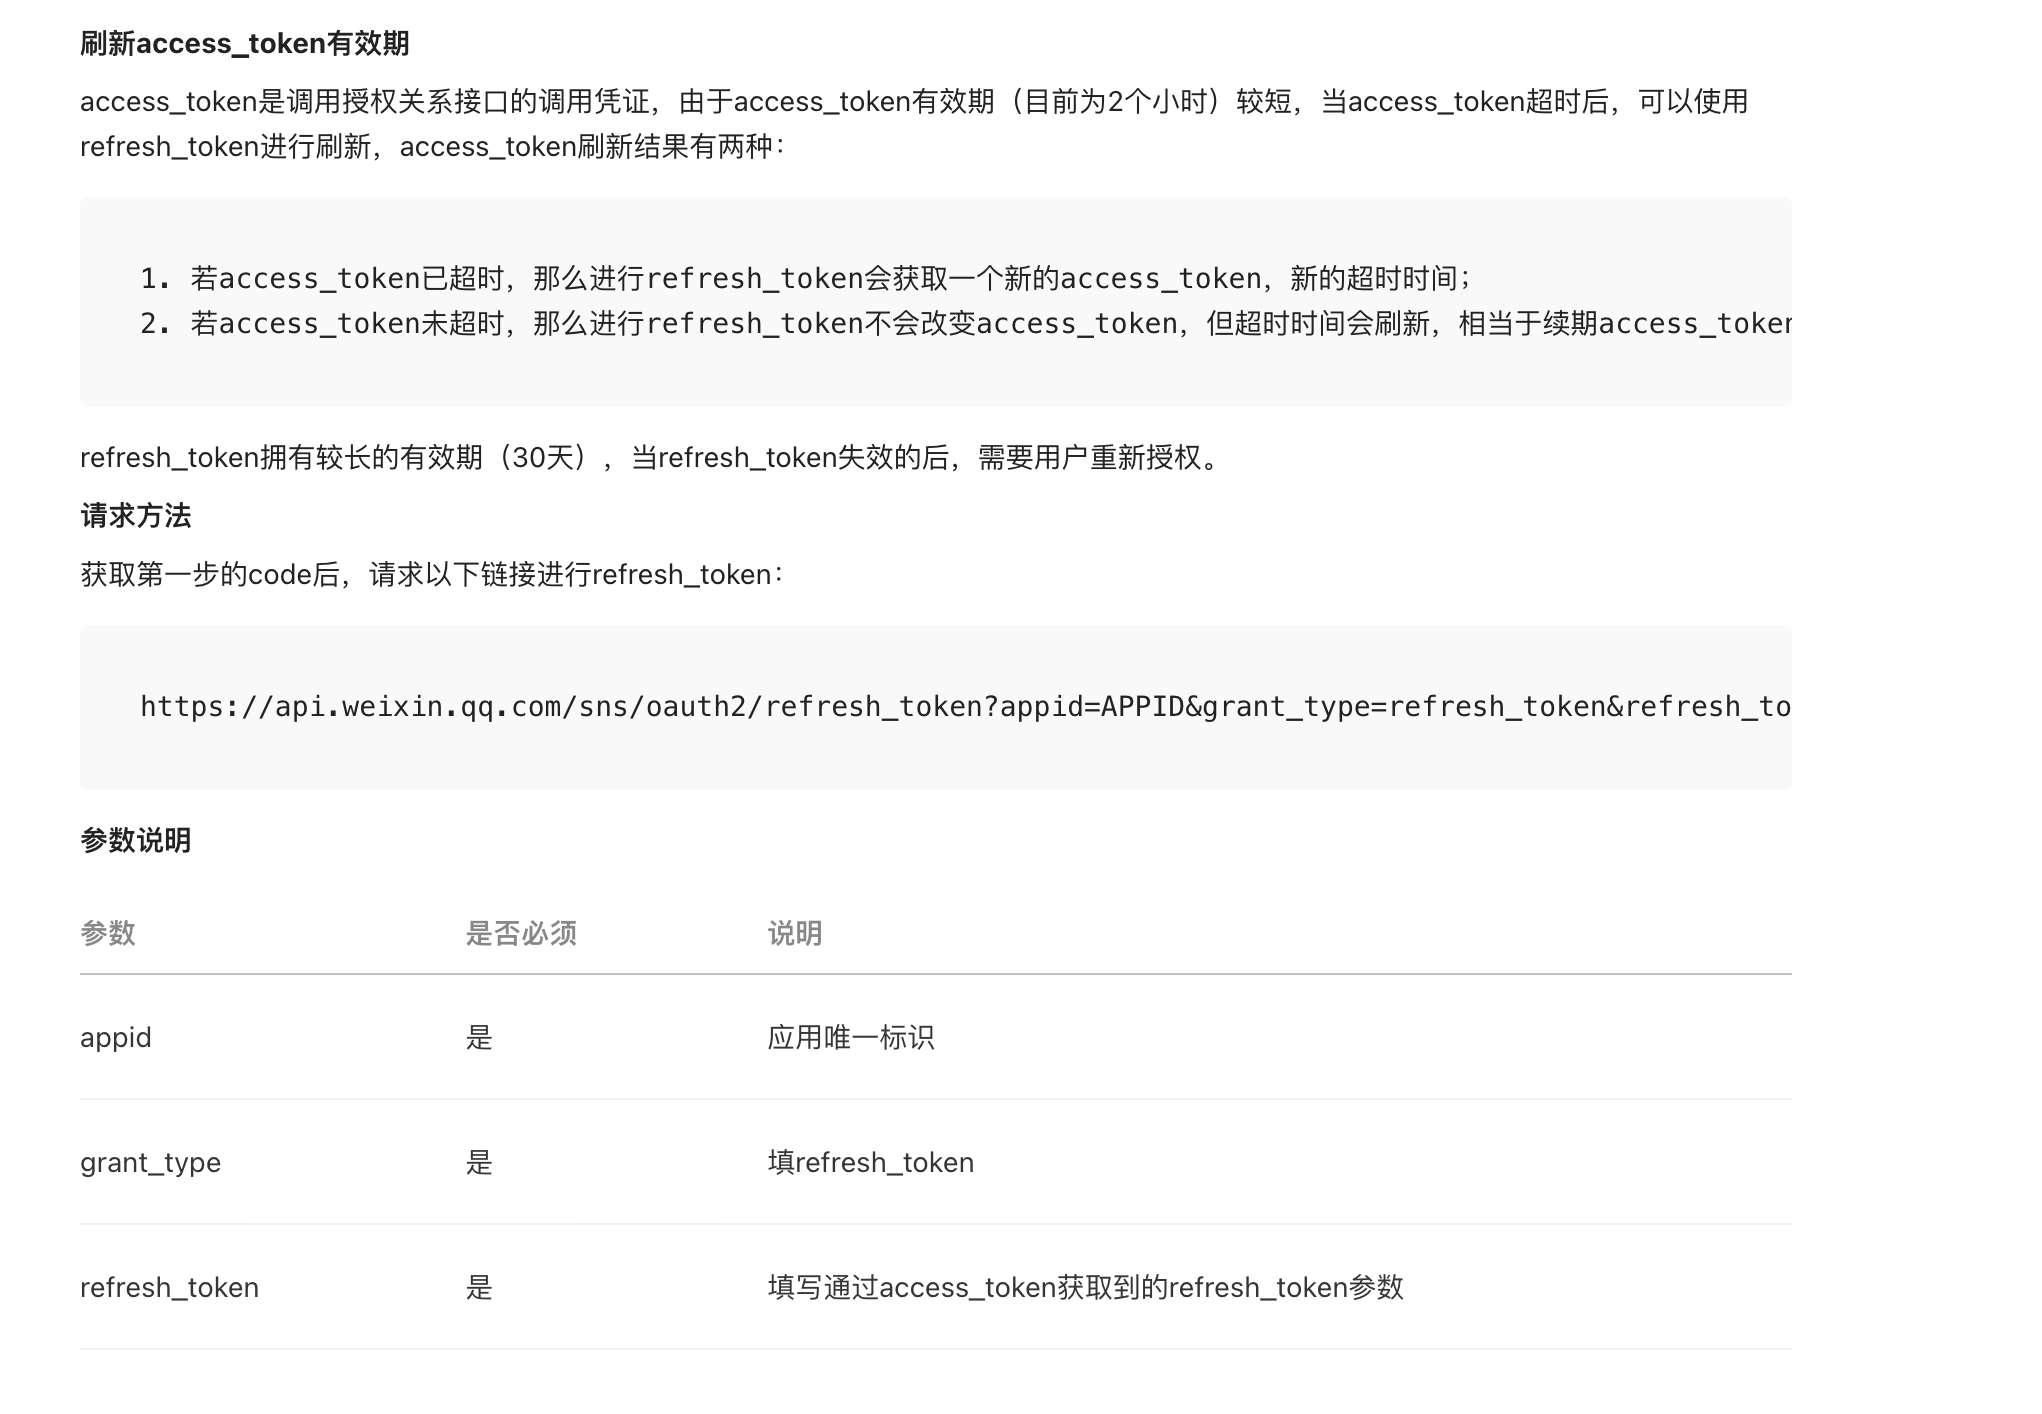 刷新access_token有效期
access_token是调用授权关系接口的调用凭证，由于access_token有效期（目前为2个小时）较短，当access_token超时后，可以使用
refresh_token进行刷新，access_token刷新结果有两种：
1. 若access_token已超时，那么进行refresh_token会获取一个新的access_token，新的超时时间；
2. 若access_token未超时，那么进行refresh_token不会改变access_token，但超时时间会刷新，相当于续期access_token
refresh_token拥有较长的有效期（30天），当refresh_token失效的后，需要用户重新授权。
请求方法
获取第一步的code后，请求以下链接进行refresh_token：
https://api.weixin.qq.com/sns/oauth2/refresh_token?appid=APPID&grant_type=refresh_token&refresh_to
参数说明
参数 是否必须 说明
appid 是 应用唯一标识
grant_type 是 填refresh_token
refresh_token 是 填写通过access_token获取到的refresh_token参数